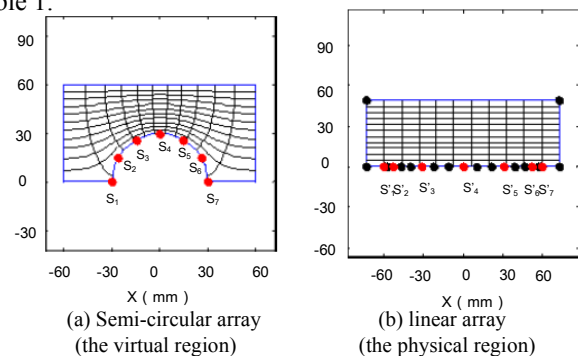 ble 1.
90
60
30
0
-30
S1
S2
S3
S4
S5
S6
S7
-60 -30 0 30 60
X ( mm )
(a) Semi-circular array
(the virtual region)
90
60
30
0
-30
-60
S'1 S'2 S'3 S'4 S'5 S'6 S'7
-60 -30 0 30 60
X ( mm )
(b) linear array
(the physical region)